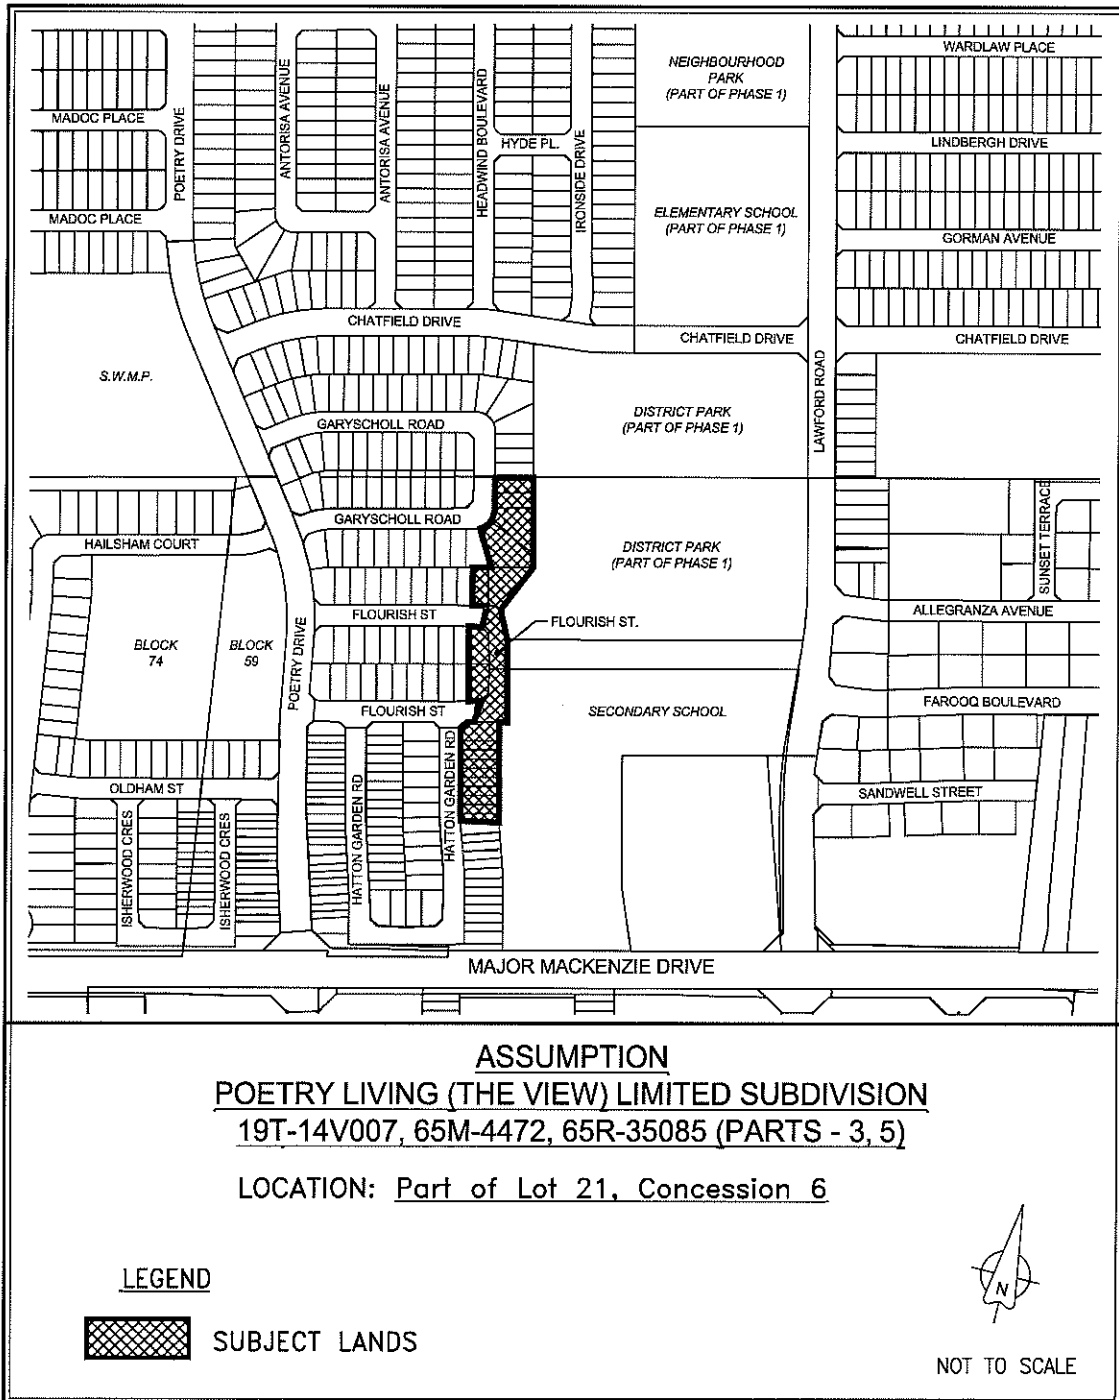 WARDLAW PLACE
NEIGHBOURHOOD
PARK
(PART OF PHASE 1)
MADOC PLACE
POETRY DRIVE
ANTORISA AVENUE
ANTORISA AVENUE
HEADWIND BOULEVARD
HYDE PL.
IRONSIDE DRIVE
LINDBERGH DRIVE
MADOC PLACE
ELEMENTARY SCHOOL
(PART OF PHASE 1)
GORMAN AVENUE
CHATFIELD DRIVE
CHATFIELD DRIVE
CHATFIELD DRIVE
S.W.M.P.
LAWFORD ROAD
DISTRICT PARK
(PART OF PHASE 1)
GARYSCHOLL ROAD
GARYSCHOLL ROAD
HAILSHAM COURT
DISTRICT PARK
(PART OF PHASE 1)
SUNSET TERRACE
ALLEGRANZA AVENUE
FLOURISH ST
FLOURISH ST.
BLOCK
74
BLOCK
59
POETRY DRIVE
FLOURISH ST
SECONDARY SCHOOL
FAROOQ BOULEVARD
OLDHAM ST
HATTON GARDEN RD
HATTON GARDEN RD
SANDWELL STREET
ISHERWOOD CRES
ISHERWOOD CRES
MAJOR MACKENZIE DRIVE
ASSUMPTION
POETRY LIVING (THE VIEW) LIMITED SUBDIVISION
19T-14V007, 65M-4472, 65R-35085 (PARTS - 3, 5)
LOCATION: Part of Lot 21, Concession 6
LEGEND
SUBJECT LANDS
N
NOT TO SCALE